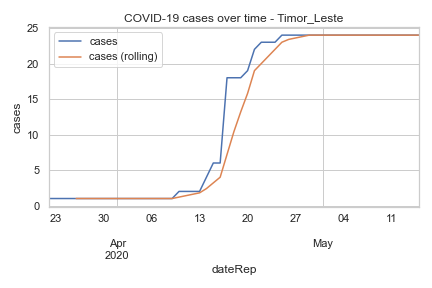 COVID-19 cases over time - Timor_Leste
cases
cases (rolling)
cases
25
20
15
10
5
0
23 30 06 13 20 27 04 11
Apr May
2020
dateRep